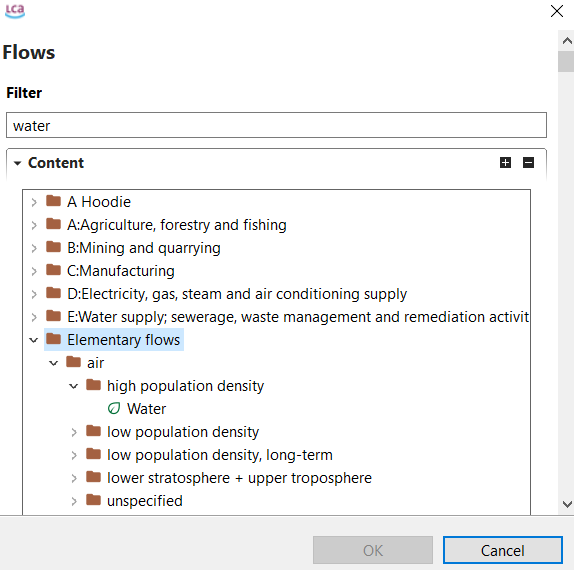 LCA
Flows
Filter
water
Content
A Hoodie
A:Agriculture, forestry and fishing
B:Mining and quarrying
C:Manufacturing
D:Electricity, gas, steam and air conditioning supply
E:Water supply; sewerage, waste management and remediation activit
Elementary flows
air
high population density
Water
low population density
low population density, long-term
lower stratosphere + upper troposphere
unspecified
OK
Cancel